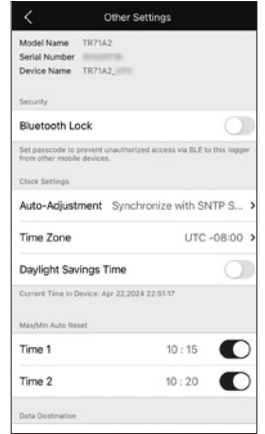 Other Settings
Model Name TR71A2
Serial Number
Device Name TR71A2_
Security
Bluetooth Lock
Set passcode to prevent unauthorized access via BLE to this logger
from other mobile devices.
Clock Settings
Auto-Adjustment Synchronize with SNTP S...
Time Zone UTC -08:00
Daylight Savings Time
Current Time in Device: Apr 22,2024 22:51:17
Max/Min Auto Reset
Time 1 10 : 15
Time 2 10 : 20
Data Destination